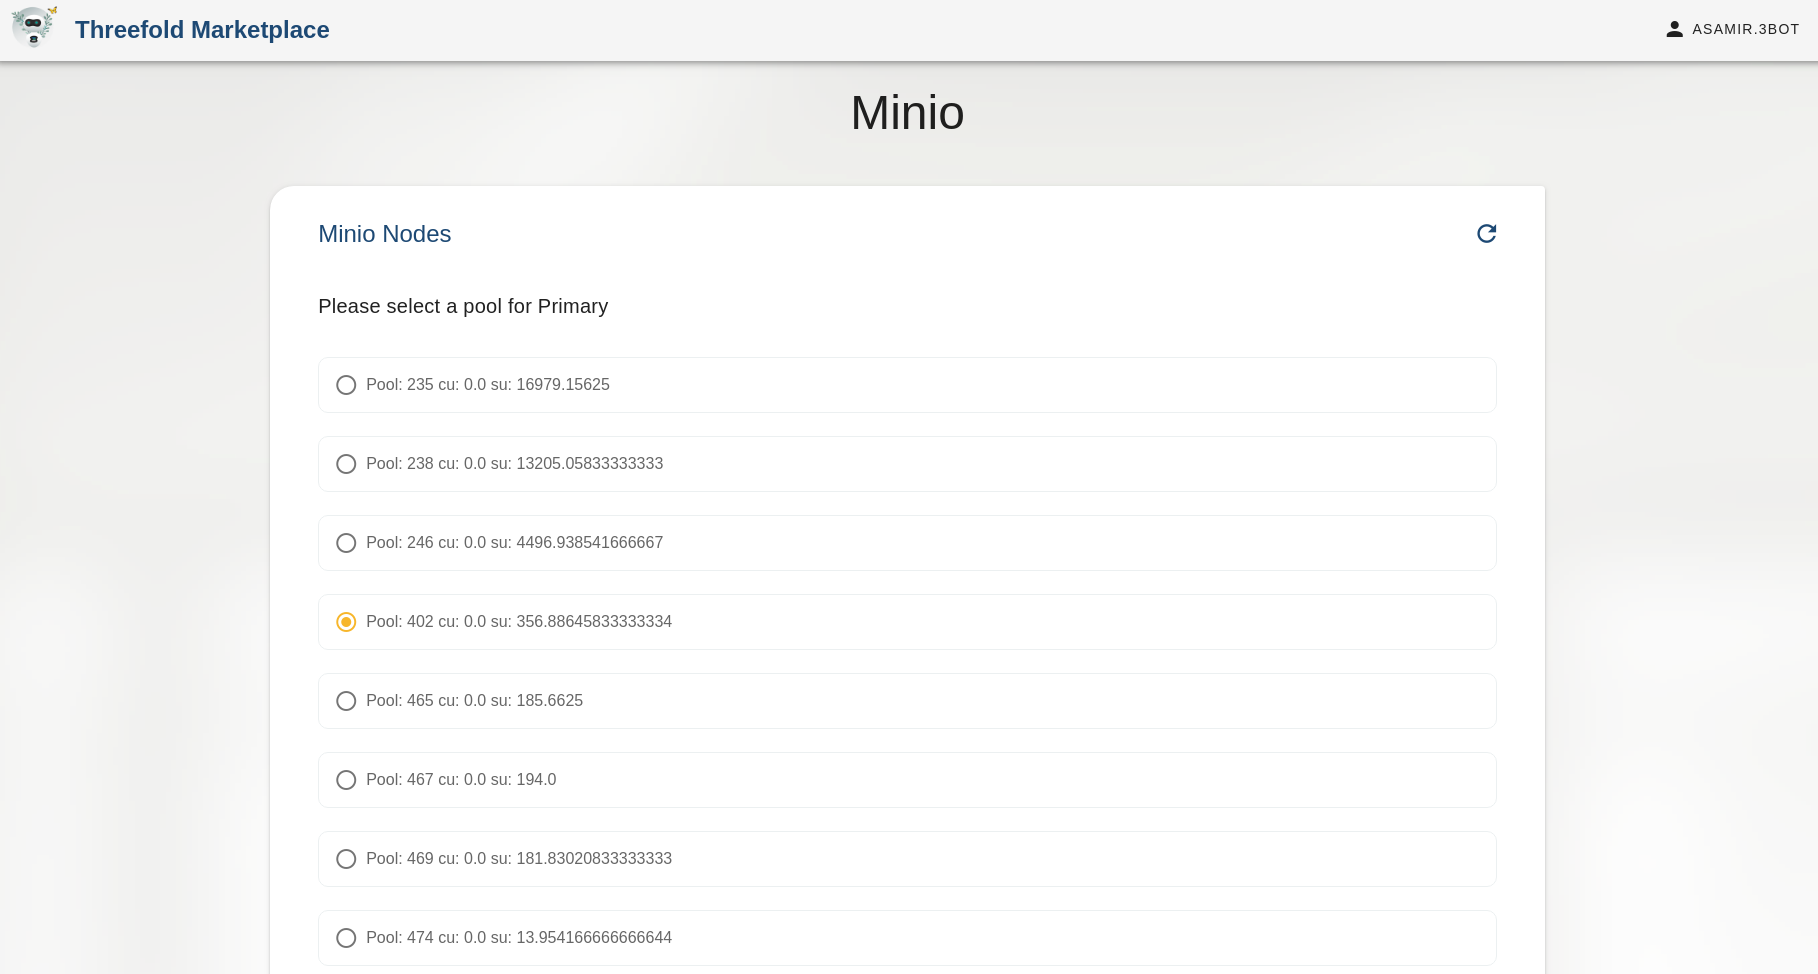 Threefold Marketplace
ASAMIR.3BOT
Minio
Minio Nodes
Please select a pool for Primary
Pool: 235 cu: 0.0 su: 16979.15625
Pool: 238 cu: 0.0 su: 13205.05833333333
Pool: 246 cu: 0.0 su: 4496.938541666667
Pool: 402 cu: 0.0 su: 356.88645833333334
Pool: 465 cu: 0.0 su: 185.6625
Pool: 467 cu: 0.0 su: 194.0
Pool: 469 cu: 0.0 su: 181.83020833333333
Pool: 474 cu: 0.0 su: 13.954166666666644